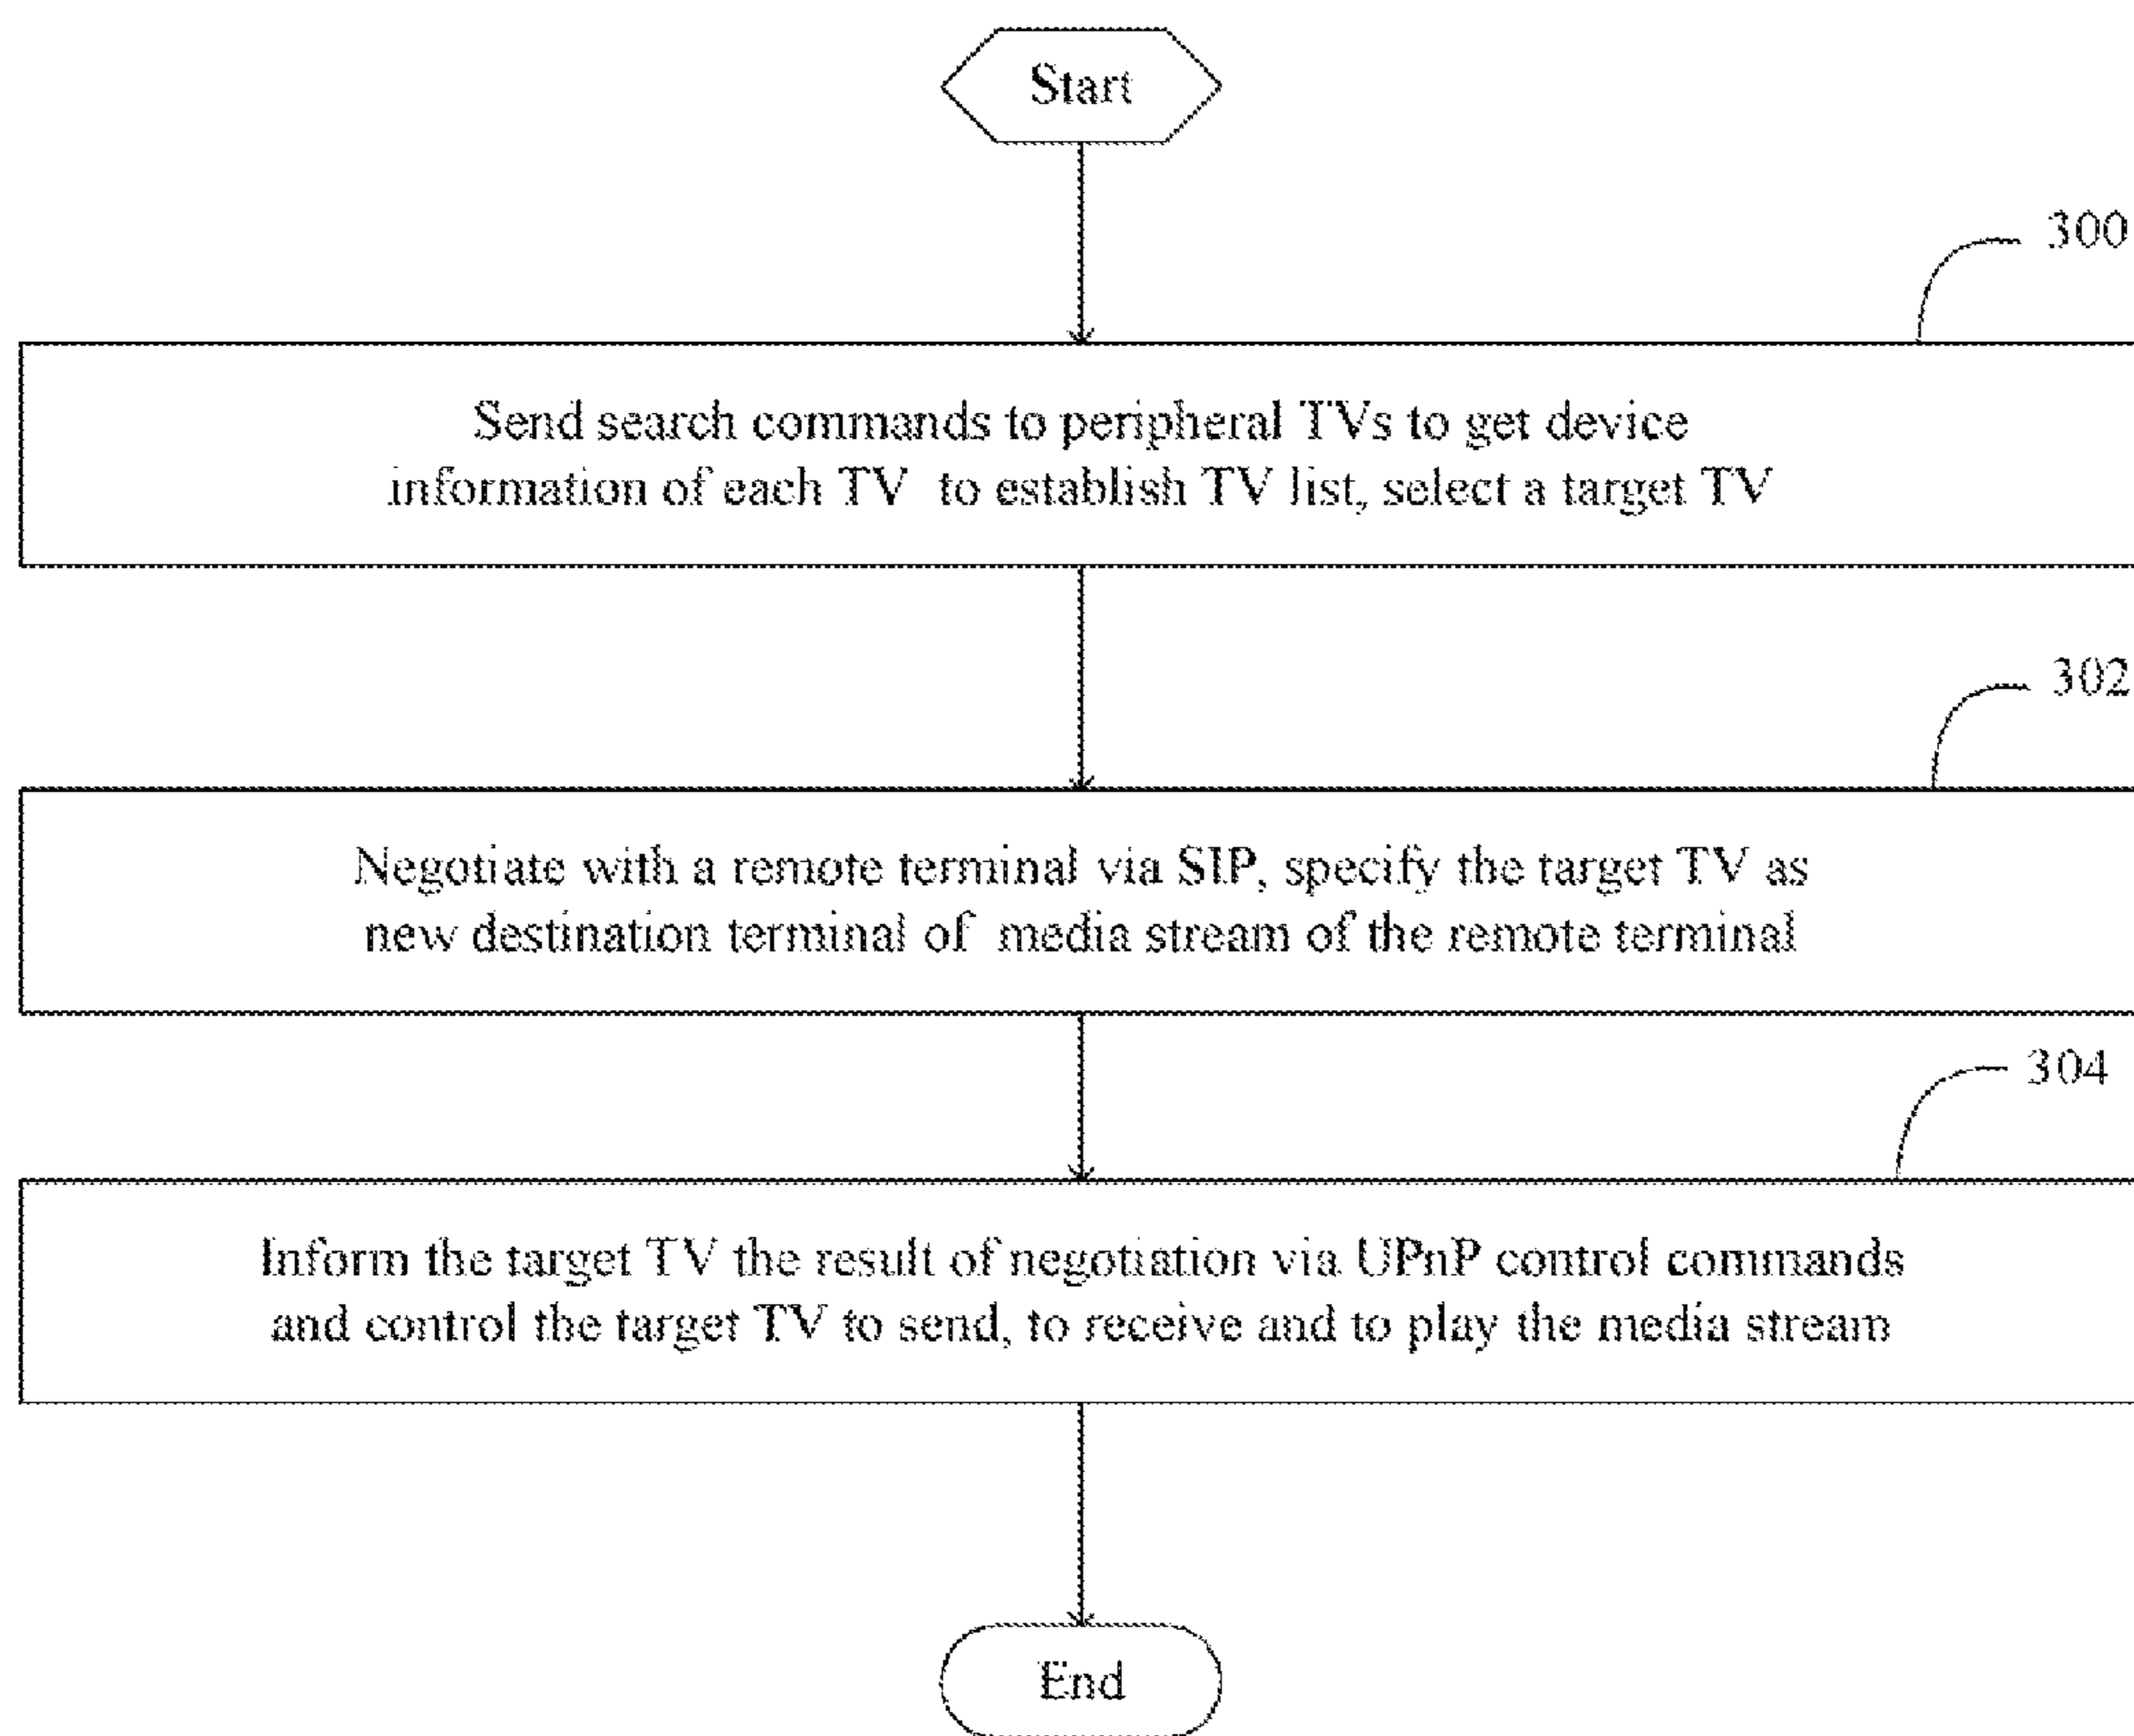 Start
300
Send search commands to peripheral TVs to get device
information of each TV to establish TV list, select a target TV
302
Negotiate with a remote terminal via SIP, specify the target TV as
new destination terminal of media stream of the remote terminal
304
Inform the target TV the result of negotiation via UPnP control commands
and control the target TV to send, to receive and to play the media stream
End